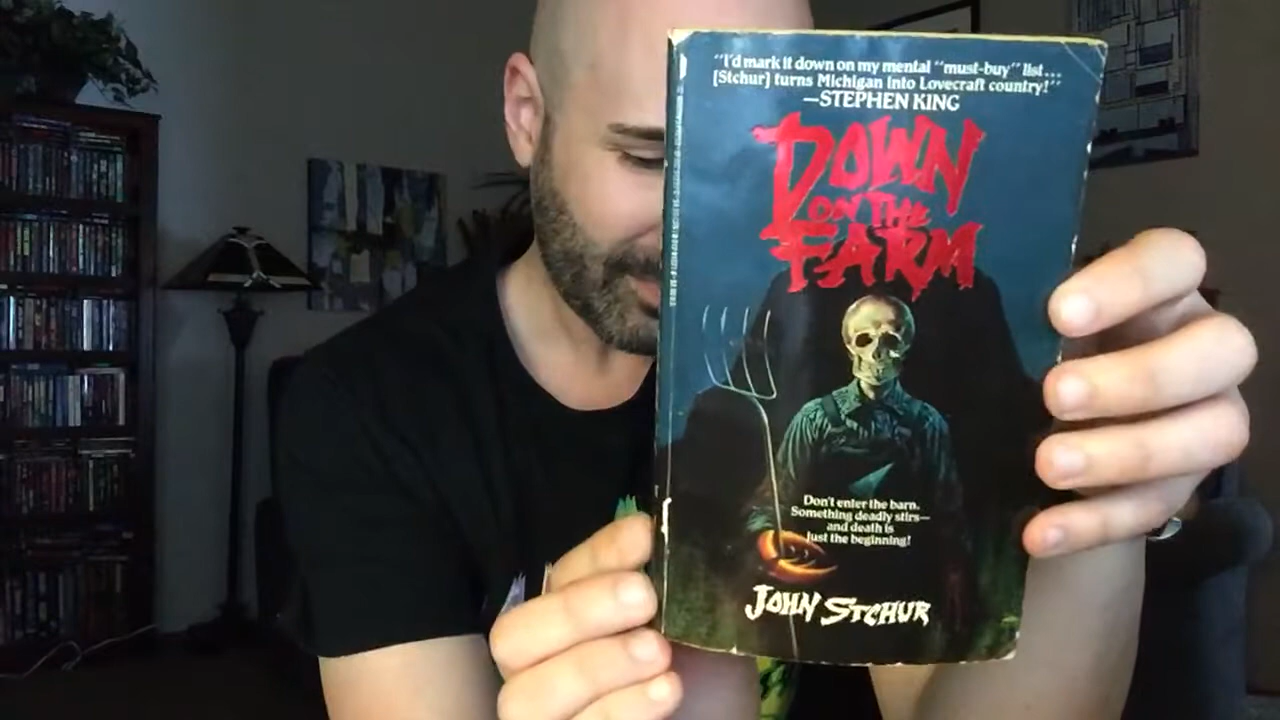 "I'd mark it down on my mental "must-buy" list...
[Stchur] turns Michigan into Lovecraft country!"
—STEPHEN KING
DOWN
ON THE
FARM
Don't enter the barn.
Something deadly stirs—
and death is
just the beginning!
JOHN STCHUR